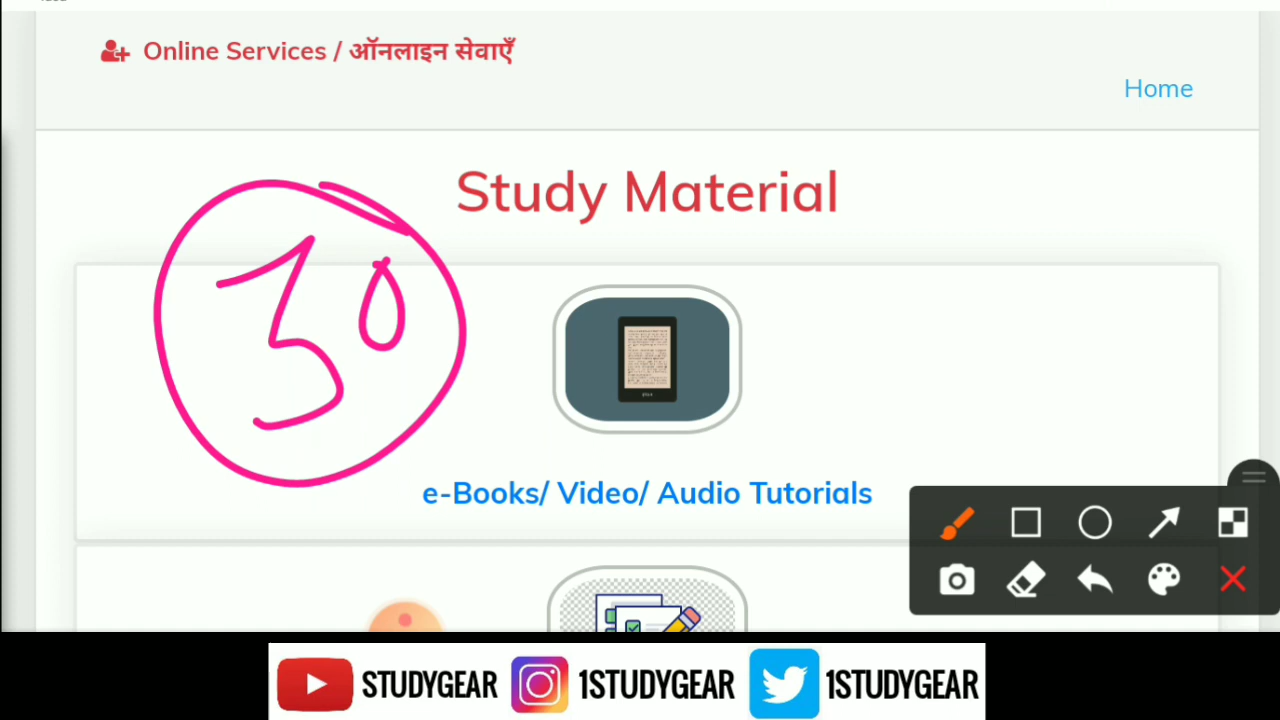 Online Services / ऑनलाइन सेवाएँ
Home
Study Material
30
e-Books/ Video/ Audio Tutorials
STUDYGEAR 1STUDYGEAR 1STUDYGEAR